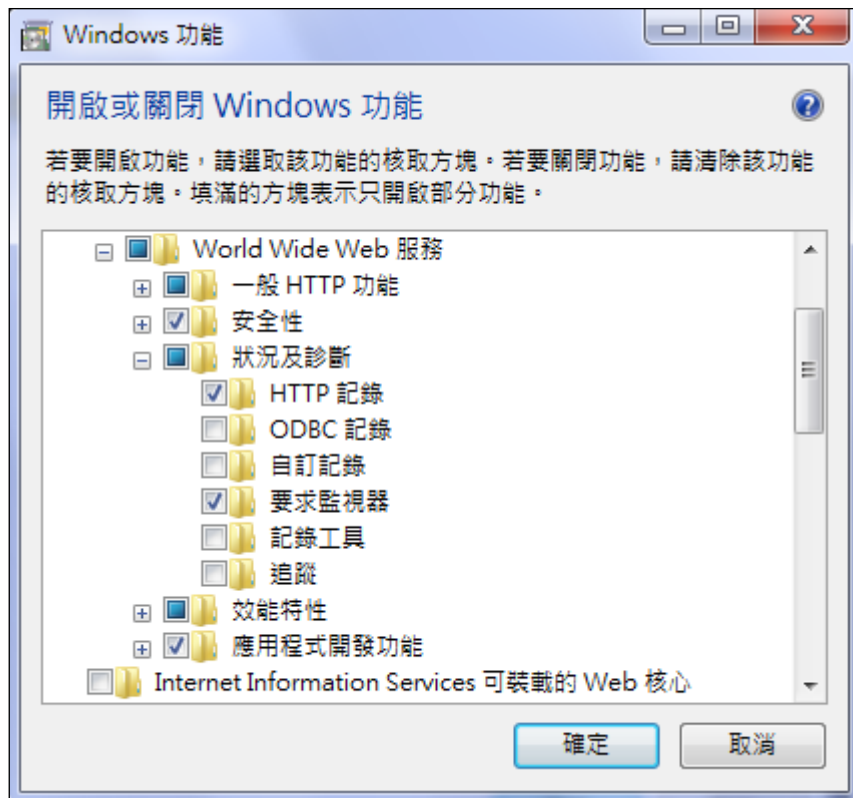 Windows 功能
開啟或關閉 Windows 功能
若要開啟功能，請選取該功能的核取方塊。若要關閉功能，請清除該功能
的核取方塊。填滿的方塊表示只開啟部分功能。
World Wide Web 服務
一般 HTTP 功能
安全性
狀況及診斷
HTTP 記錄
ODBC 記錄
自訂記錄
要求監視器
記錄工具
追蹤
效能特性
應用程式開發功能
Internet Information Services 可裝載的 Web 核心
確定
取消